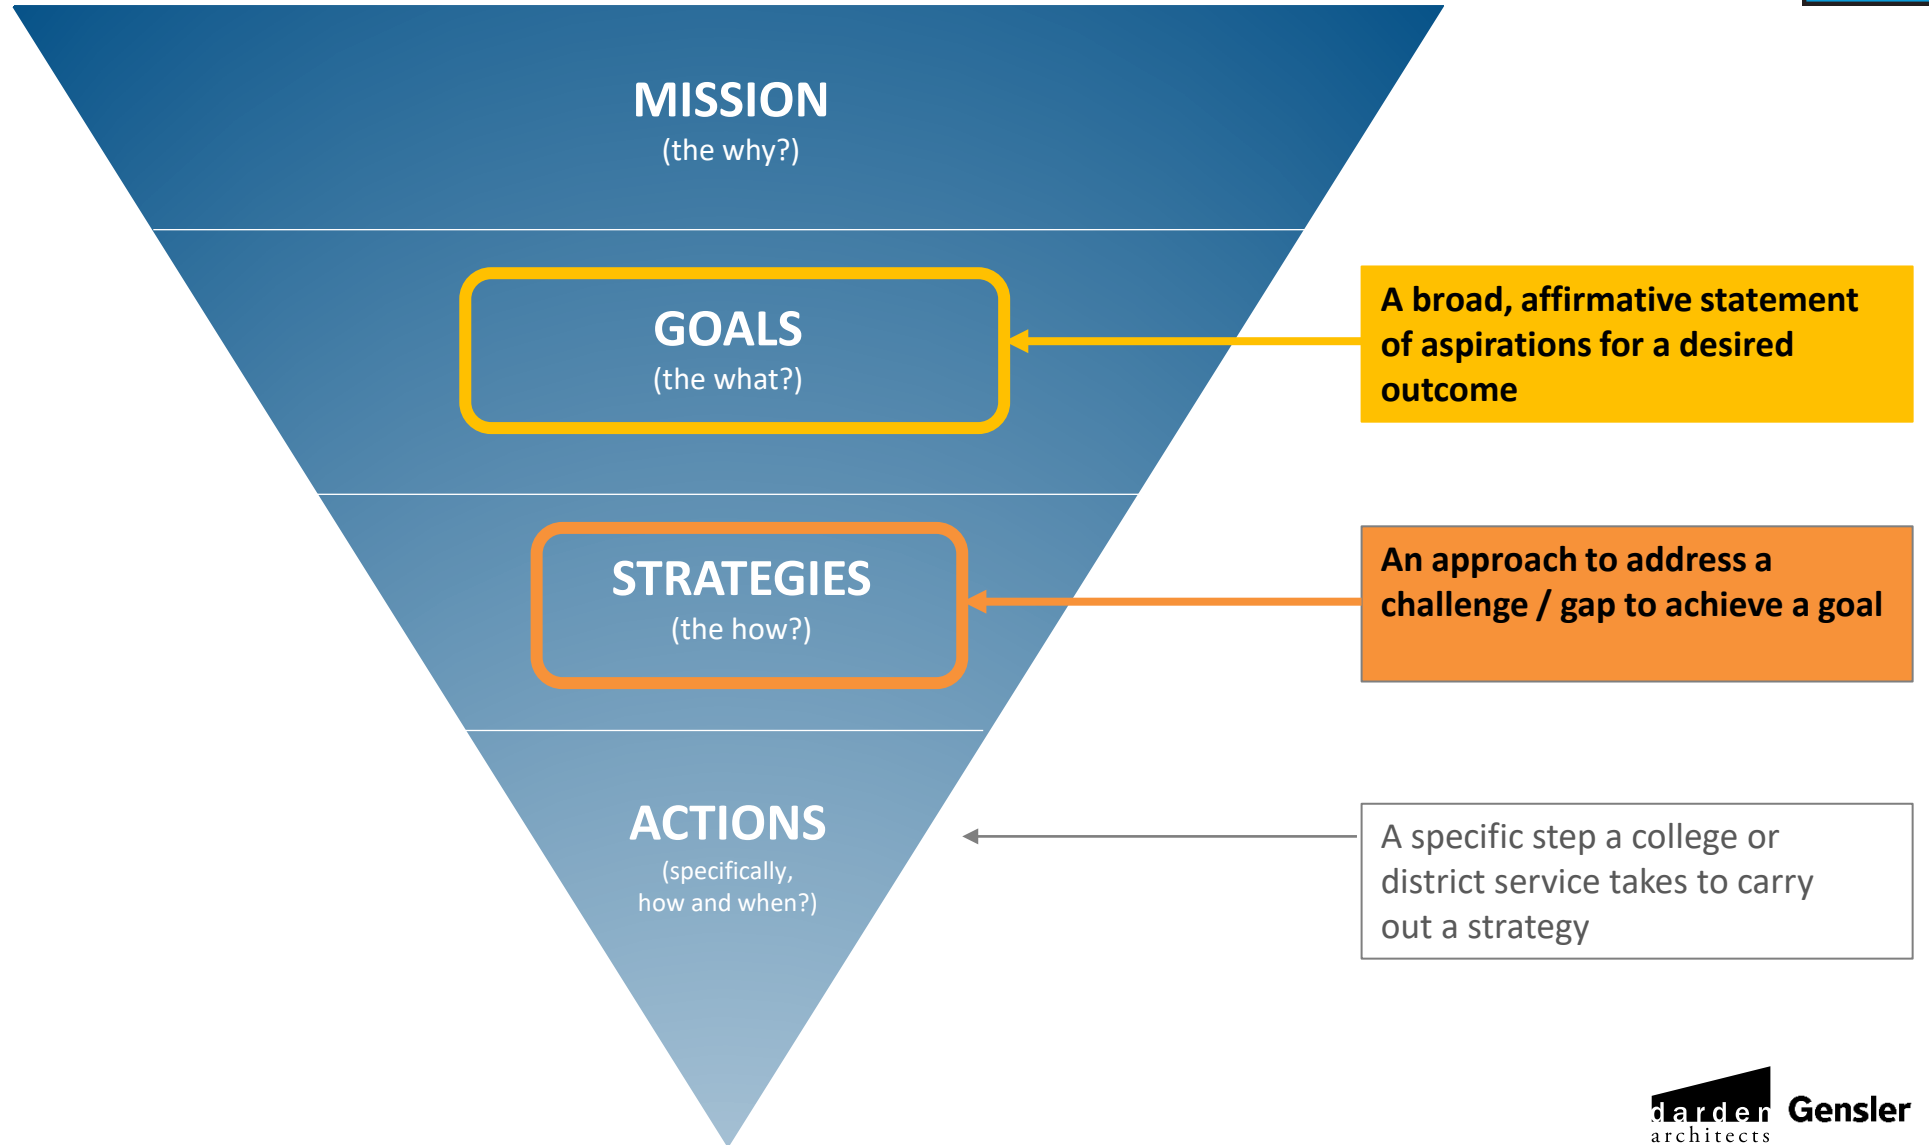 MISSION
(the why?)
GOALS
(the what?)
A broad, affirmative statement
of aspirations for a desired
outcome
STRATEGIES
(the how?)
An approach to address a
challenge / gap to achieve a goal
ACTIONS
(specifically,
how and when?)
A specific step a college or
district service takes to carry
out a strategy
darden
architects
Gensler